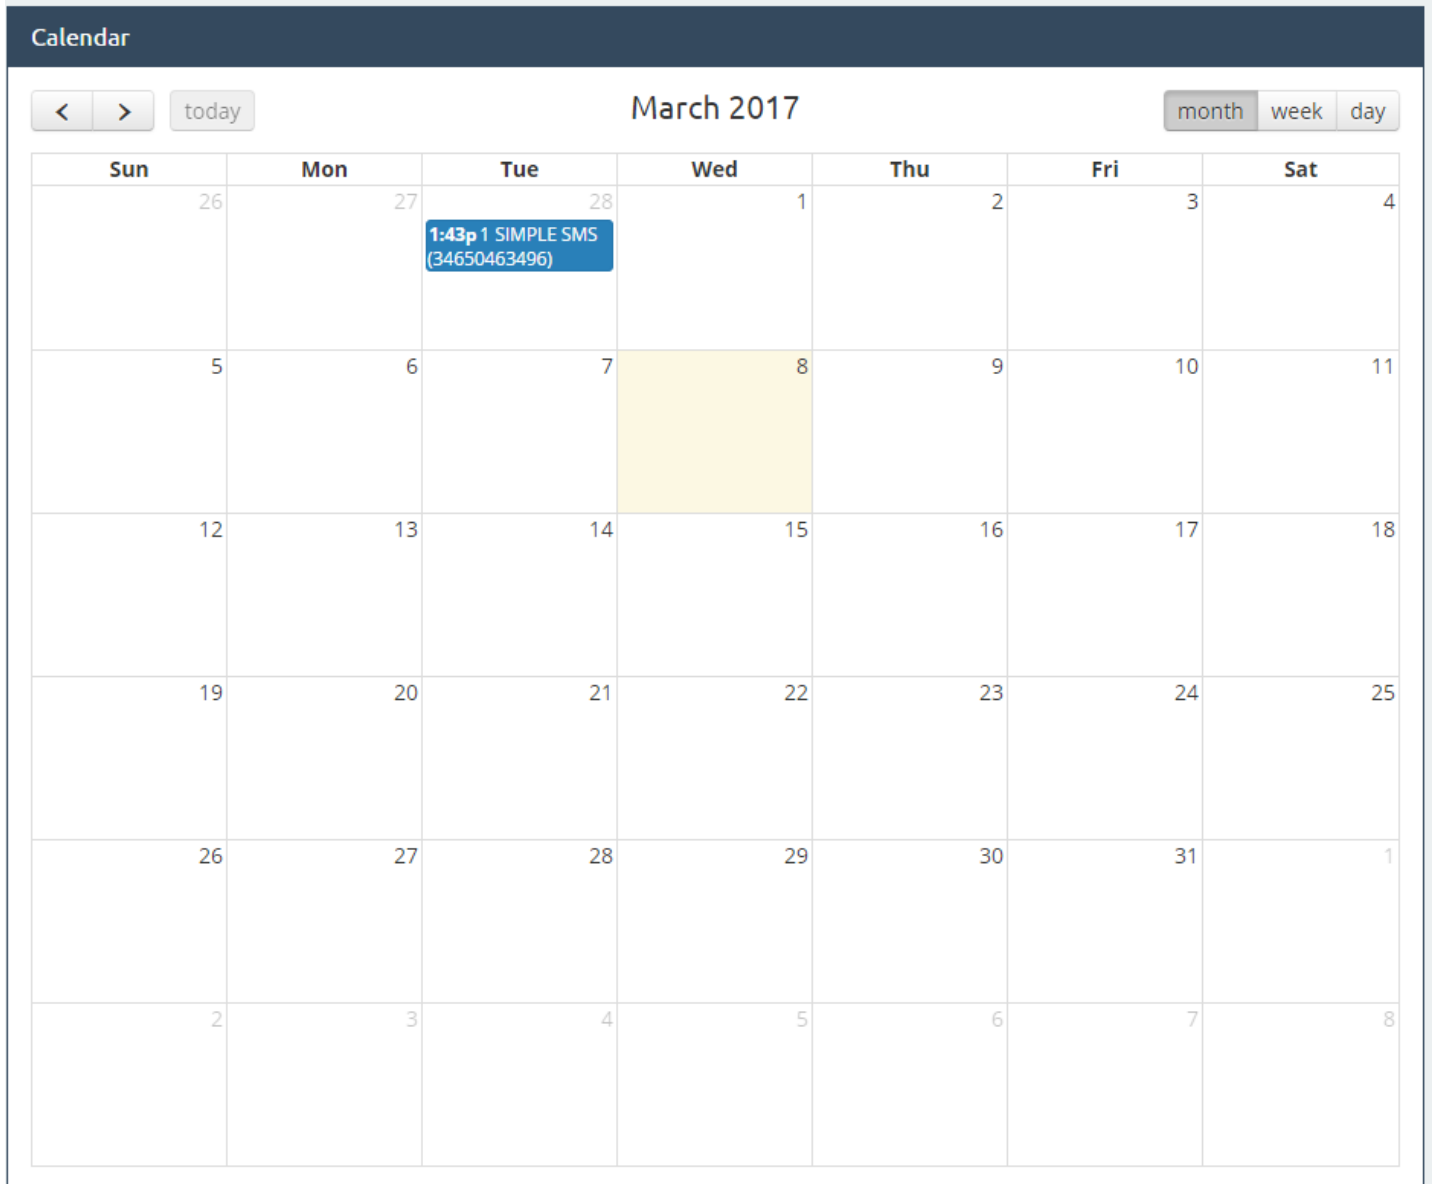 Calendar
< > today March 2017 month week day
Sun Mon Tue Wed Thu Fri Sat
26 27 28 1 2 3 4
1:43p 1 SIMPLE SMS
(34650463496)
5 6 7 8 9 10 11
12 13 14 15 16 17 18
19 20 21 22 23 24 25
26 27 28 29 30 31 1
2 3 4 5 6 7 8